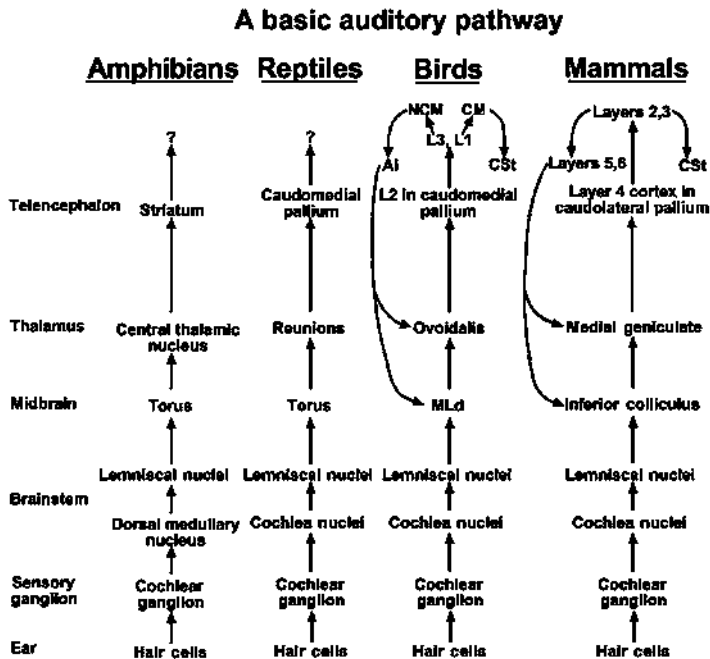 A basic auditory pathway
Amphibians Reptiles Birds Mammals
NCM CM Layers 2,3
? ? L3, L1
Ai CSt Layers 5,6 CSt
Telencephalon Striatum Caudomedial pallium L2 in caudomedial pallium Layer 4 cortex in caudolateral pallium
Thalamus Central thalamic nucleus Reunions Ovoidalis Medial geniculate
Midbrain Torus Torus MLd Inferior colliculus
Lemniscal nuclei Lemniscal nuclei Lemniscal nuclei Lemniscal nuclei
Brainstem
Dorsal medullary nucleus Cochlea nuclei Cochlea nuclei Cochlea nuclei
Sensory ganglion Cochlear ganglion Cochlear ganglion Cochlear ganglion Cochlear ganglion
Ear Hair cells Hair cells Hair cells Hair cells